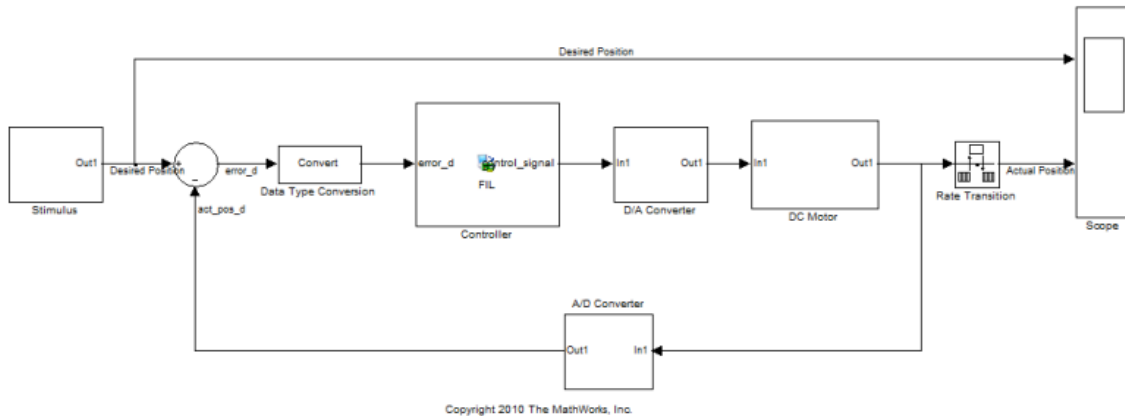 Desired Position
Out1
Desired Position
Stimulus
error_d
act_pos_d
Convert
Data Type Conversion
error_d
ntrol_signal
FIL
Controller
In1
Out1
D/A Converter
In1
Out1
DC Motor
Rate Transition
Actual Position
Scope
A/D Converter
Out1
In1
Copyright 2010 The MathWorks, Inc.